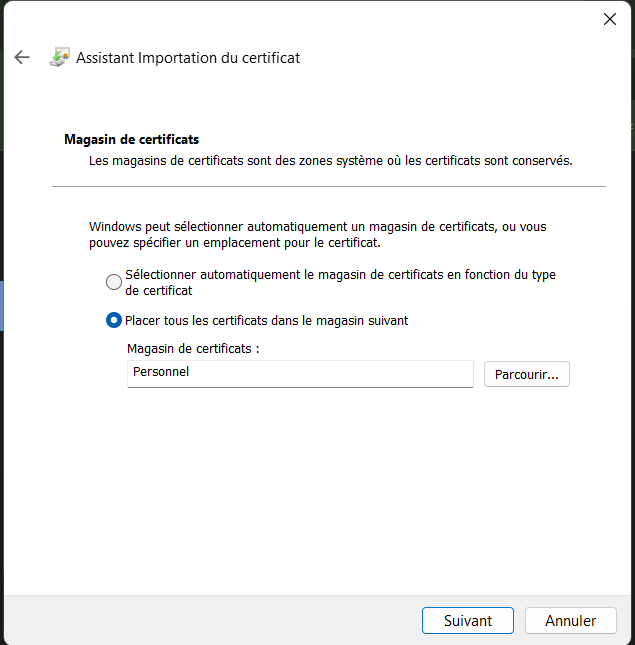 Assistant Importation du certificat
Magasin de certificats
Les magasins de certificats sont des zones système où les certificats sont conservés.
Windows peut sélectionner automatiquement un magasin de certificats, ou vous
pouvez spécifier un emplacement pour le certificat.
Sélectionner automatiquement le magasin de certificats en fonction du type
de certificat
Placer tous les certificats dans le magasin suivant
Magasin de certificats :
Personnel
Parcourir...
Suivant
Annuler